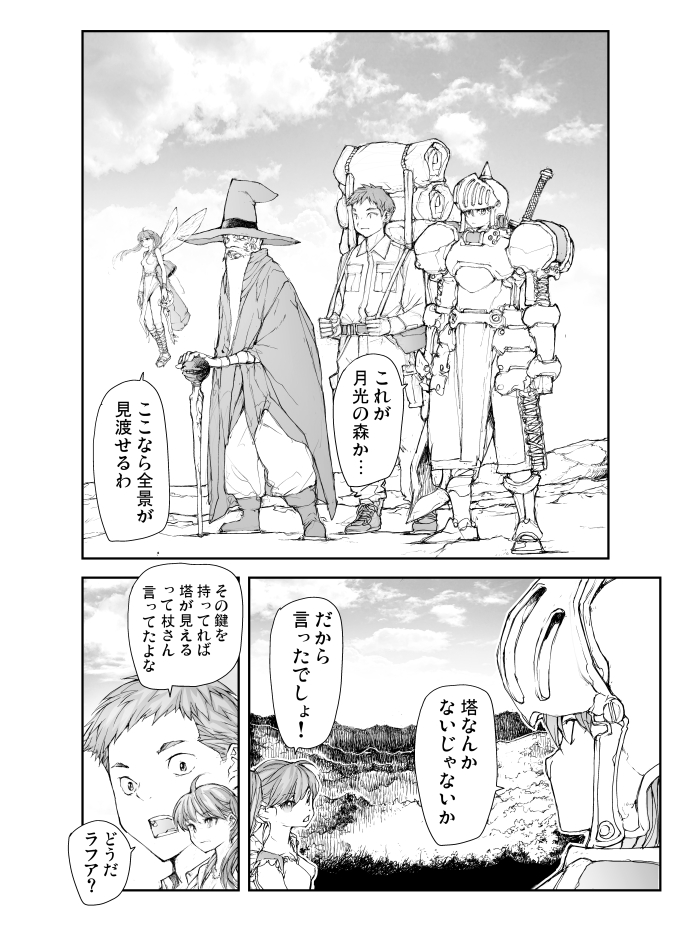 これが
月光の森か…
ここなら全景が
見渡せるわ
塔なんか
ないじゃないか
だから
言ったでしょ！
その鍵を
持ってれば
塔が見える
って杖さん
言ってたよな
どうだ
ラフア？